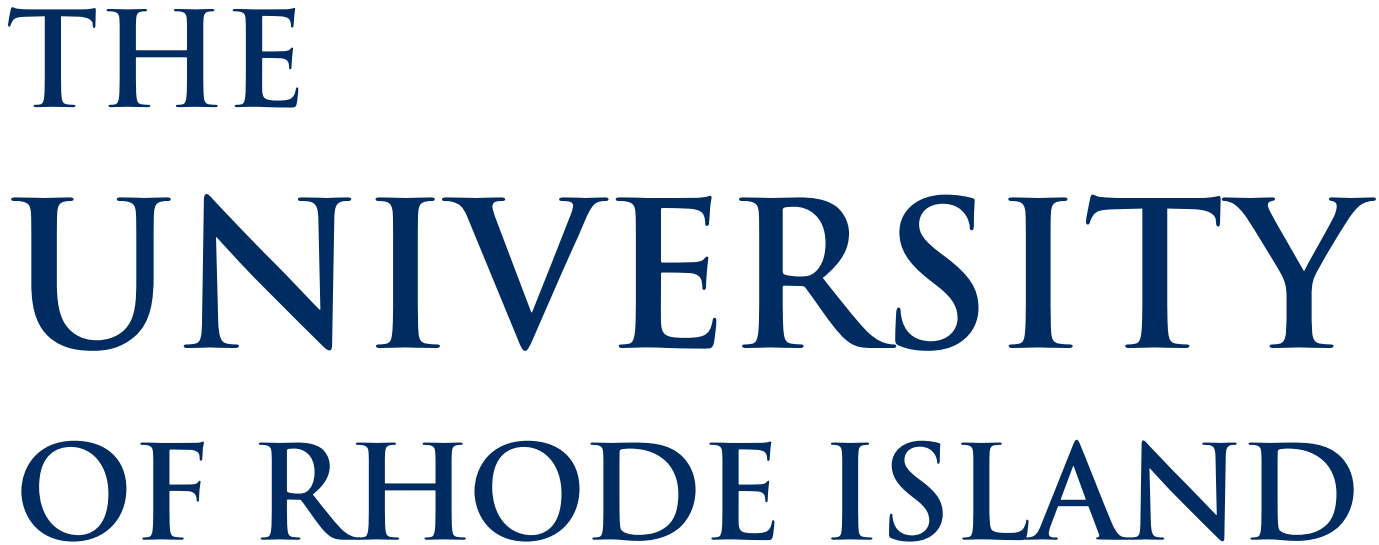 THE
UNIVERSITY
OF RHODE ISLAND